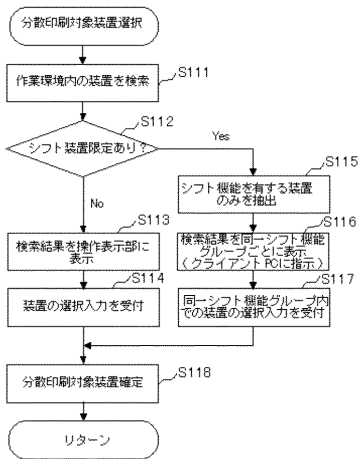 分散印刷対象装置選択
S111
作業環境内の装置を検索
S112
シフト装置限定あり？
Yes
No
S115
シフト機能を有する装置
のみを抽出
S113
検索結果を操作表示部に
表示
S116
検索結果を同一シフト機能
グループごとに表示
（クライアントPCに指示）
S114
装置の選択入力を受付
S117
同一シフト機能グループ内
での装置の選択入力を受付
S118
分散印刷対象装置確定
リターン